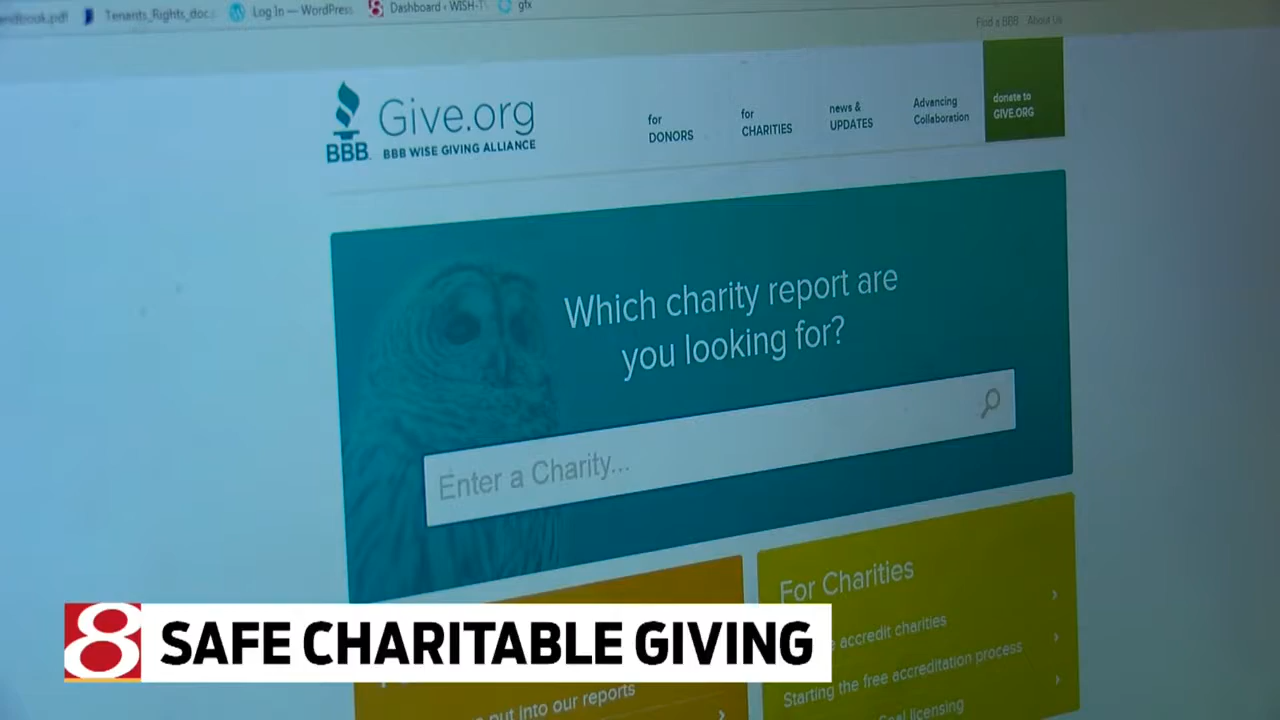 Tenants_Rights_doc..
Log In — WordPress
Dashboard ‹ WISH-T
gfx
Find a BBB About Us
Give.org
BBB.
BBB WISE GIVING ALLIANCE
for
DONORS
for
CHARITIES
news &
UPDATES
Advancing
Collaboration
donate to
GIVE.ORG
Which charity report are
you looking for?
Enter a Charity...
For Charities
accredit charities
Starting the free accreditation process
licensing
put into our reports
8 SAFE CHARITABLE GIVING